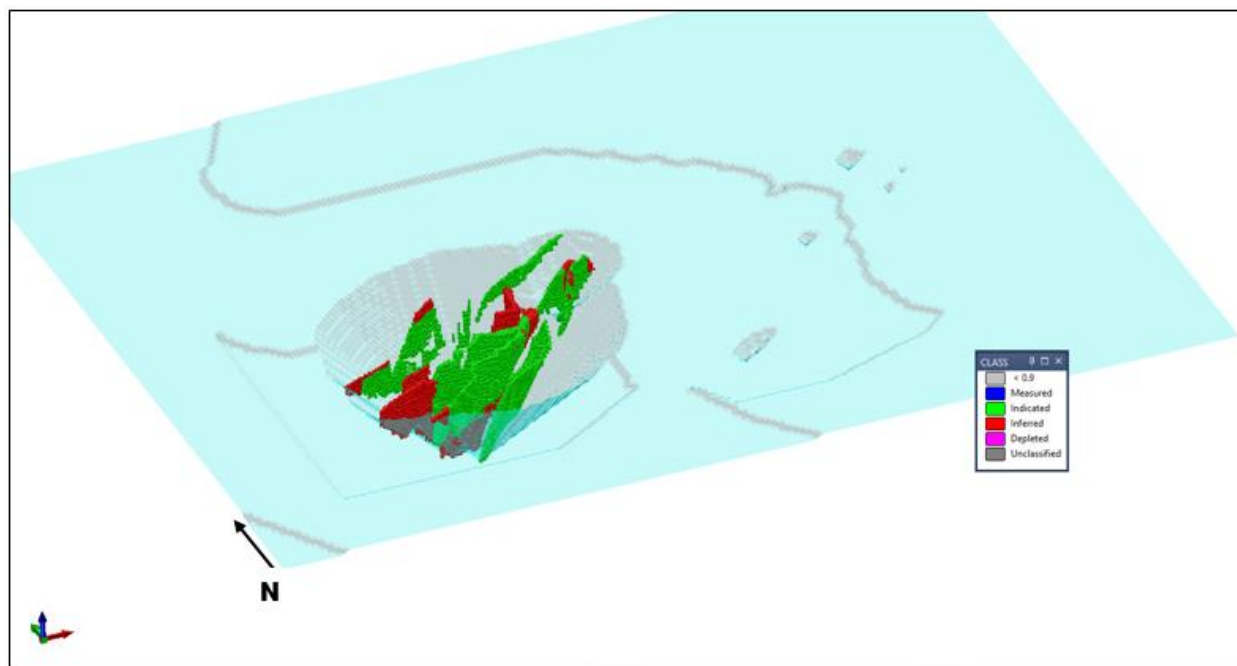 CLASS
< 0.9
Measured
Indicated
Inferred
Depleted
Unclassified
N